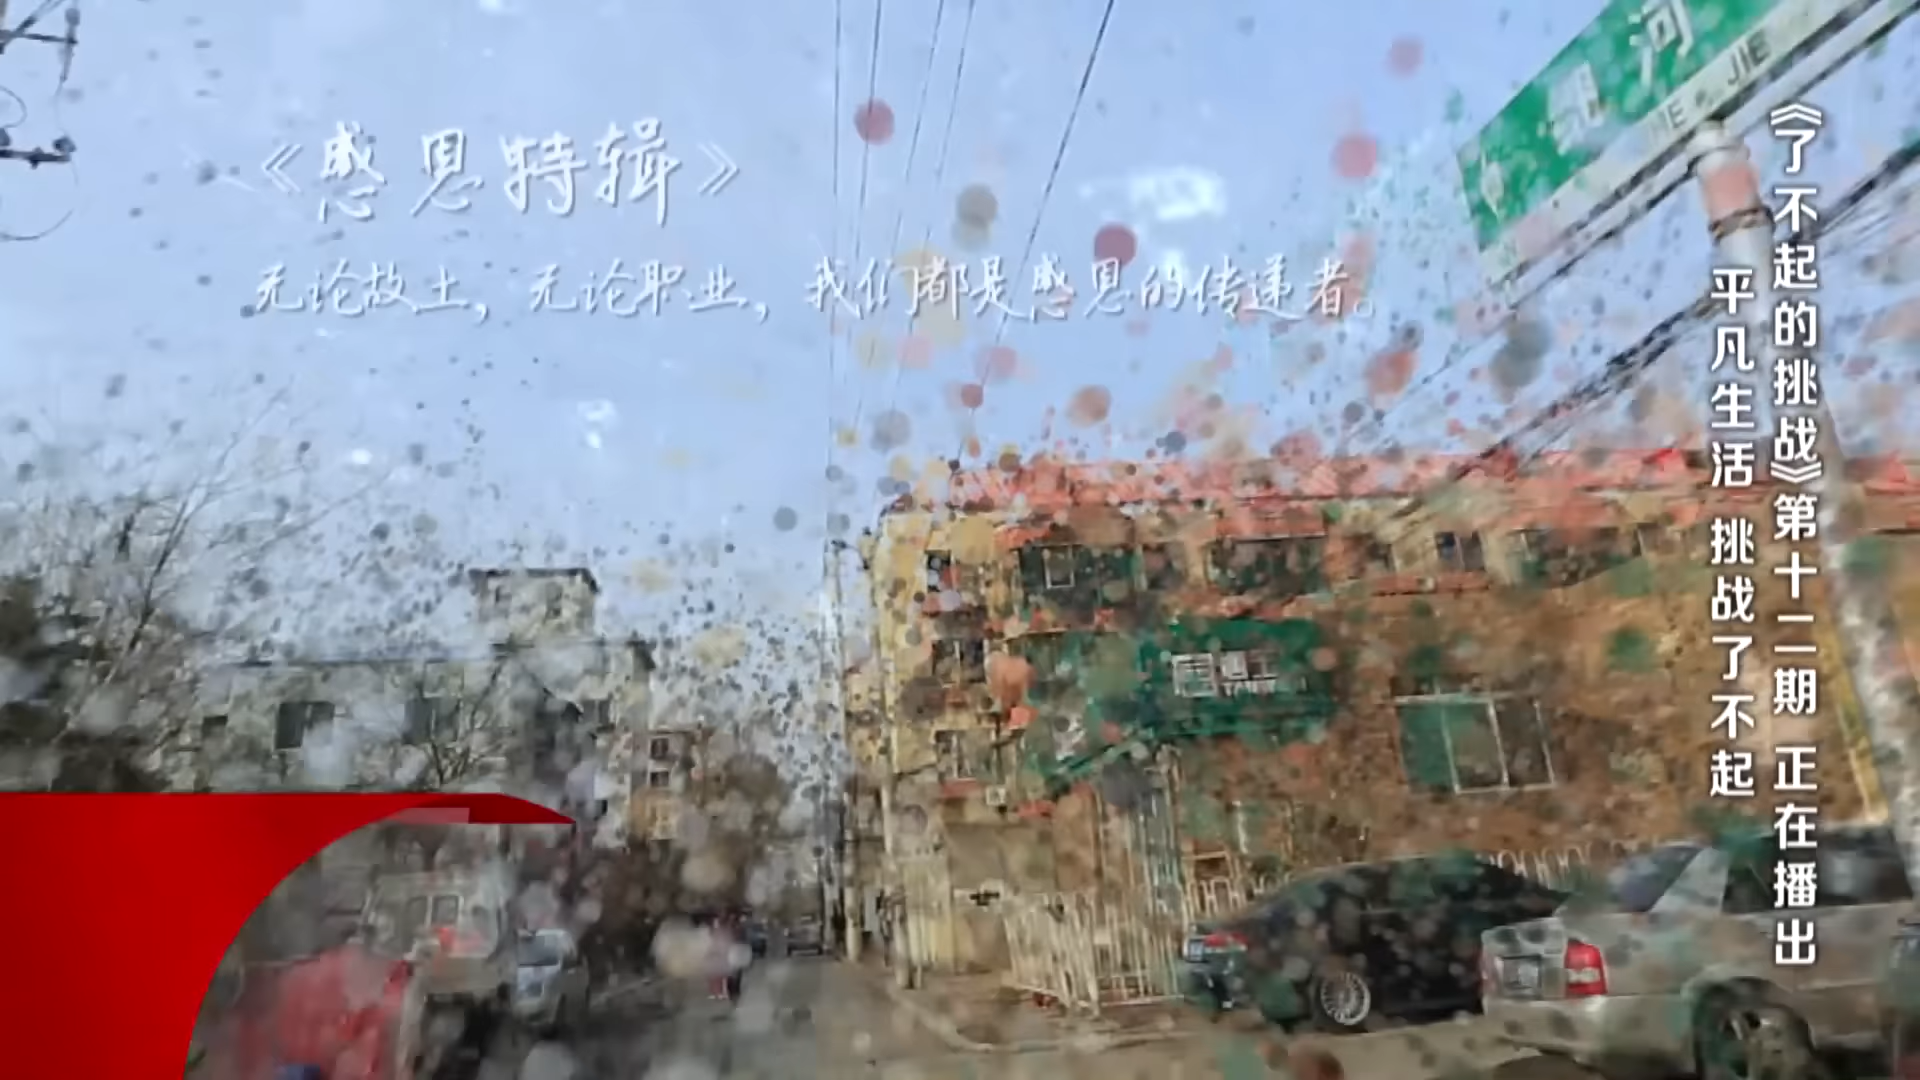 《感恩特辑》
无论故土，无论职业，我们都是感恩的传递者。
《了不起的挑战》第十二期 正在播出
平凡生活 挑战了不起
河
HE JIE